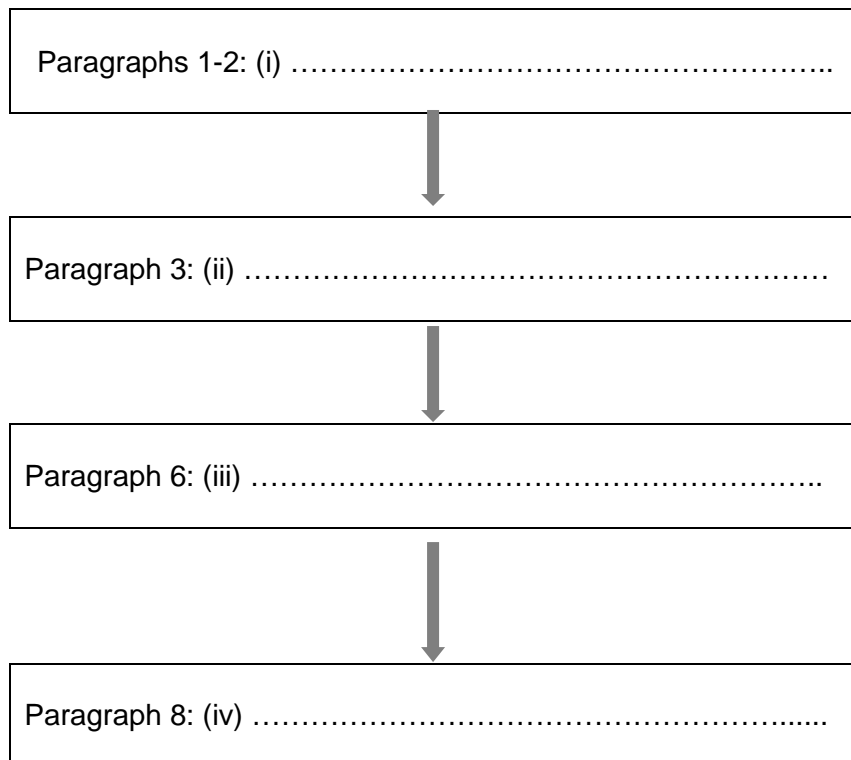 Paragraphs 1-2: (i) …………………………………………………..
Paragraph 3: (ii) ……………………………………………………
Paragraph 6: (iii) …………………………………………………..
Paragraph 8: (iv) ……………………………………………….......